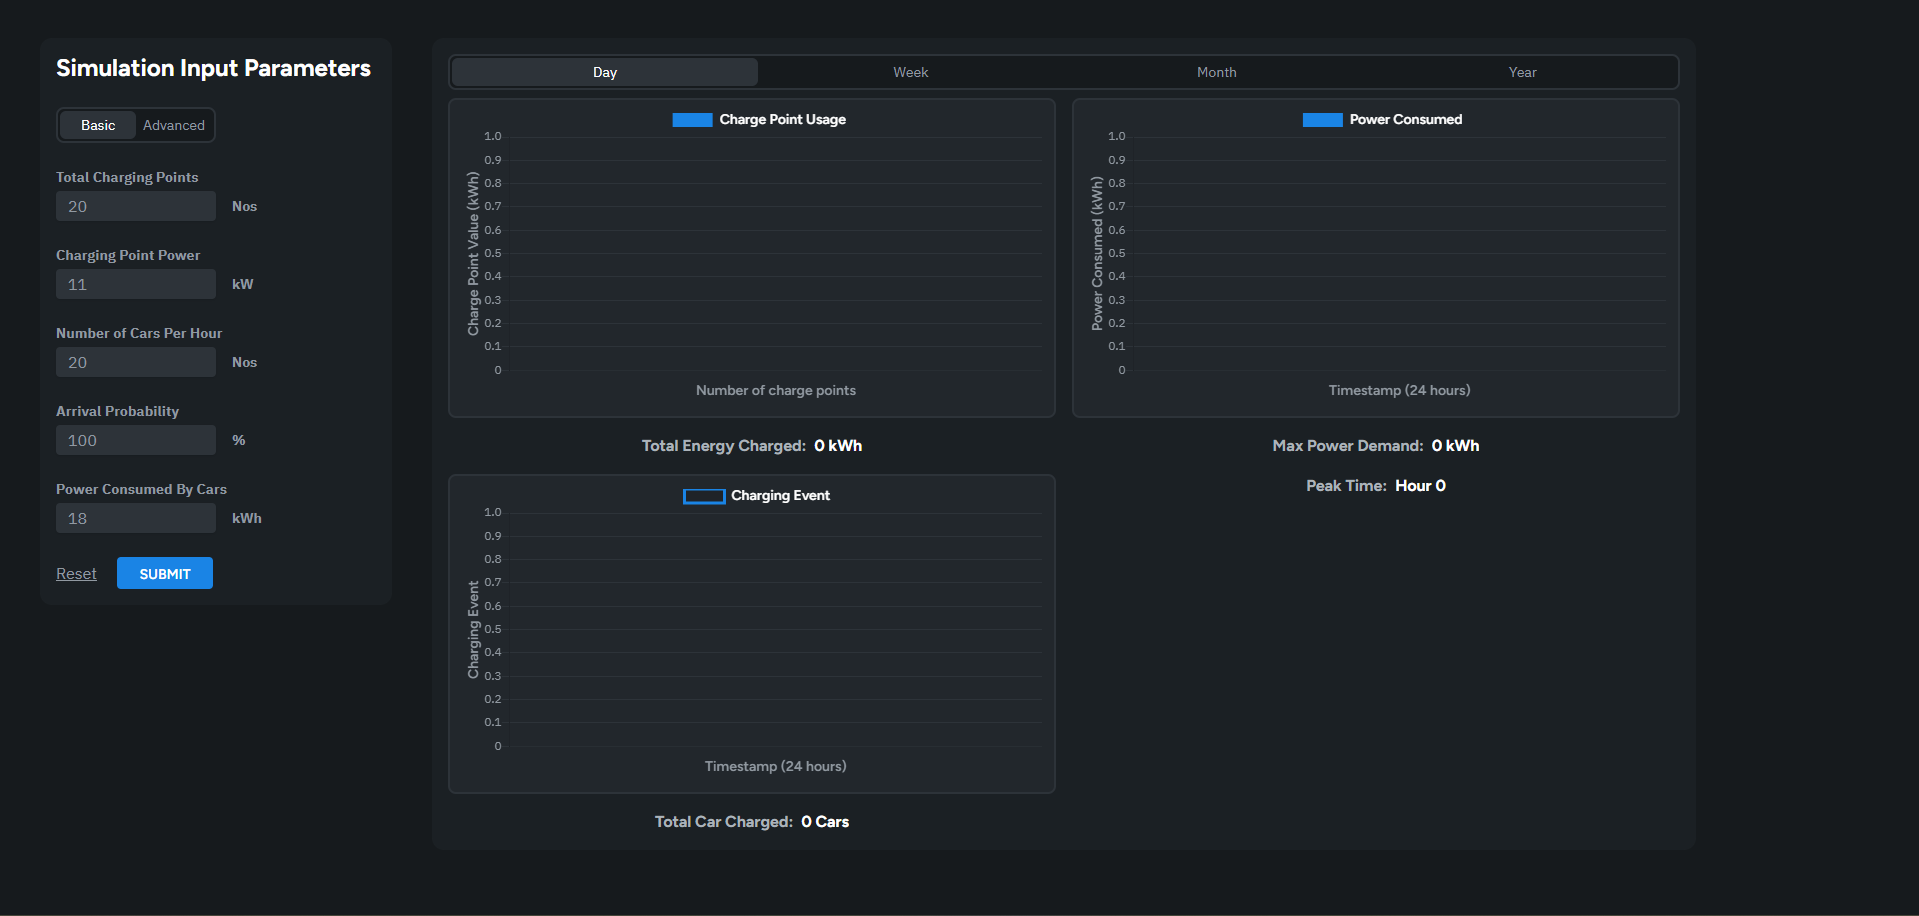 Simulation Input Parameters
Basic
Advanced
Total Charging Points
20
Nos
Charging Point Power
11
kW
Number of Cars Per Hour
20
Nos
Arrival Probability
100
%
Power Consumed By Cars
18
kWh
Reset
SUBMIT
Day
Week
Month
Year
Charge Point Usage
Charge Point Value (kWh)
1.0
0.9
0.8
0.7
0.6
0.5
0.4
0.3
0.2
0.1
0
Number of charge points
Total Energy Charged: 0 kWh
Power Consumed
Power Consumed (kWh)
1.0
0.9
0.8
0.7
0.6
0.5
0.4
0.3
0.2
0.1
0
Timestamp (24 hours)
Max Power Demand: 0 kWh
Peak Time: Hour 0
Charging Event
Charging Event
1.0
0.9
0.8
0.7
0.6
0.5
0.4
0.3
0.2
0.1
0
Timestamp (24 hours)
Total Car Charged: 0 Cars